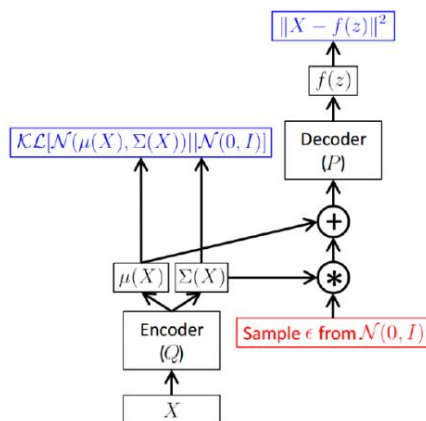 ‖X − f(z)‖²
f(z)
𝒦ℒ[𝒩(μ(X), Σ(X))||𝒩(0, I)]
Decoder
(P)
+
μ(X) Σ(X)
*
Encoder
(Q)
Sample ϵ from 𝒩(0, I)
X